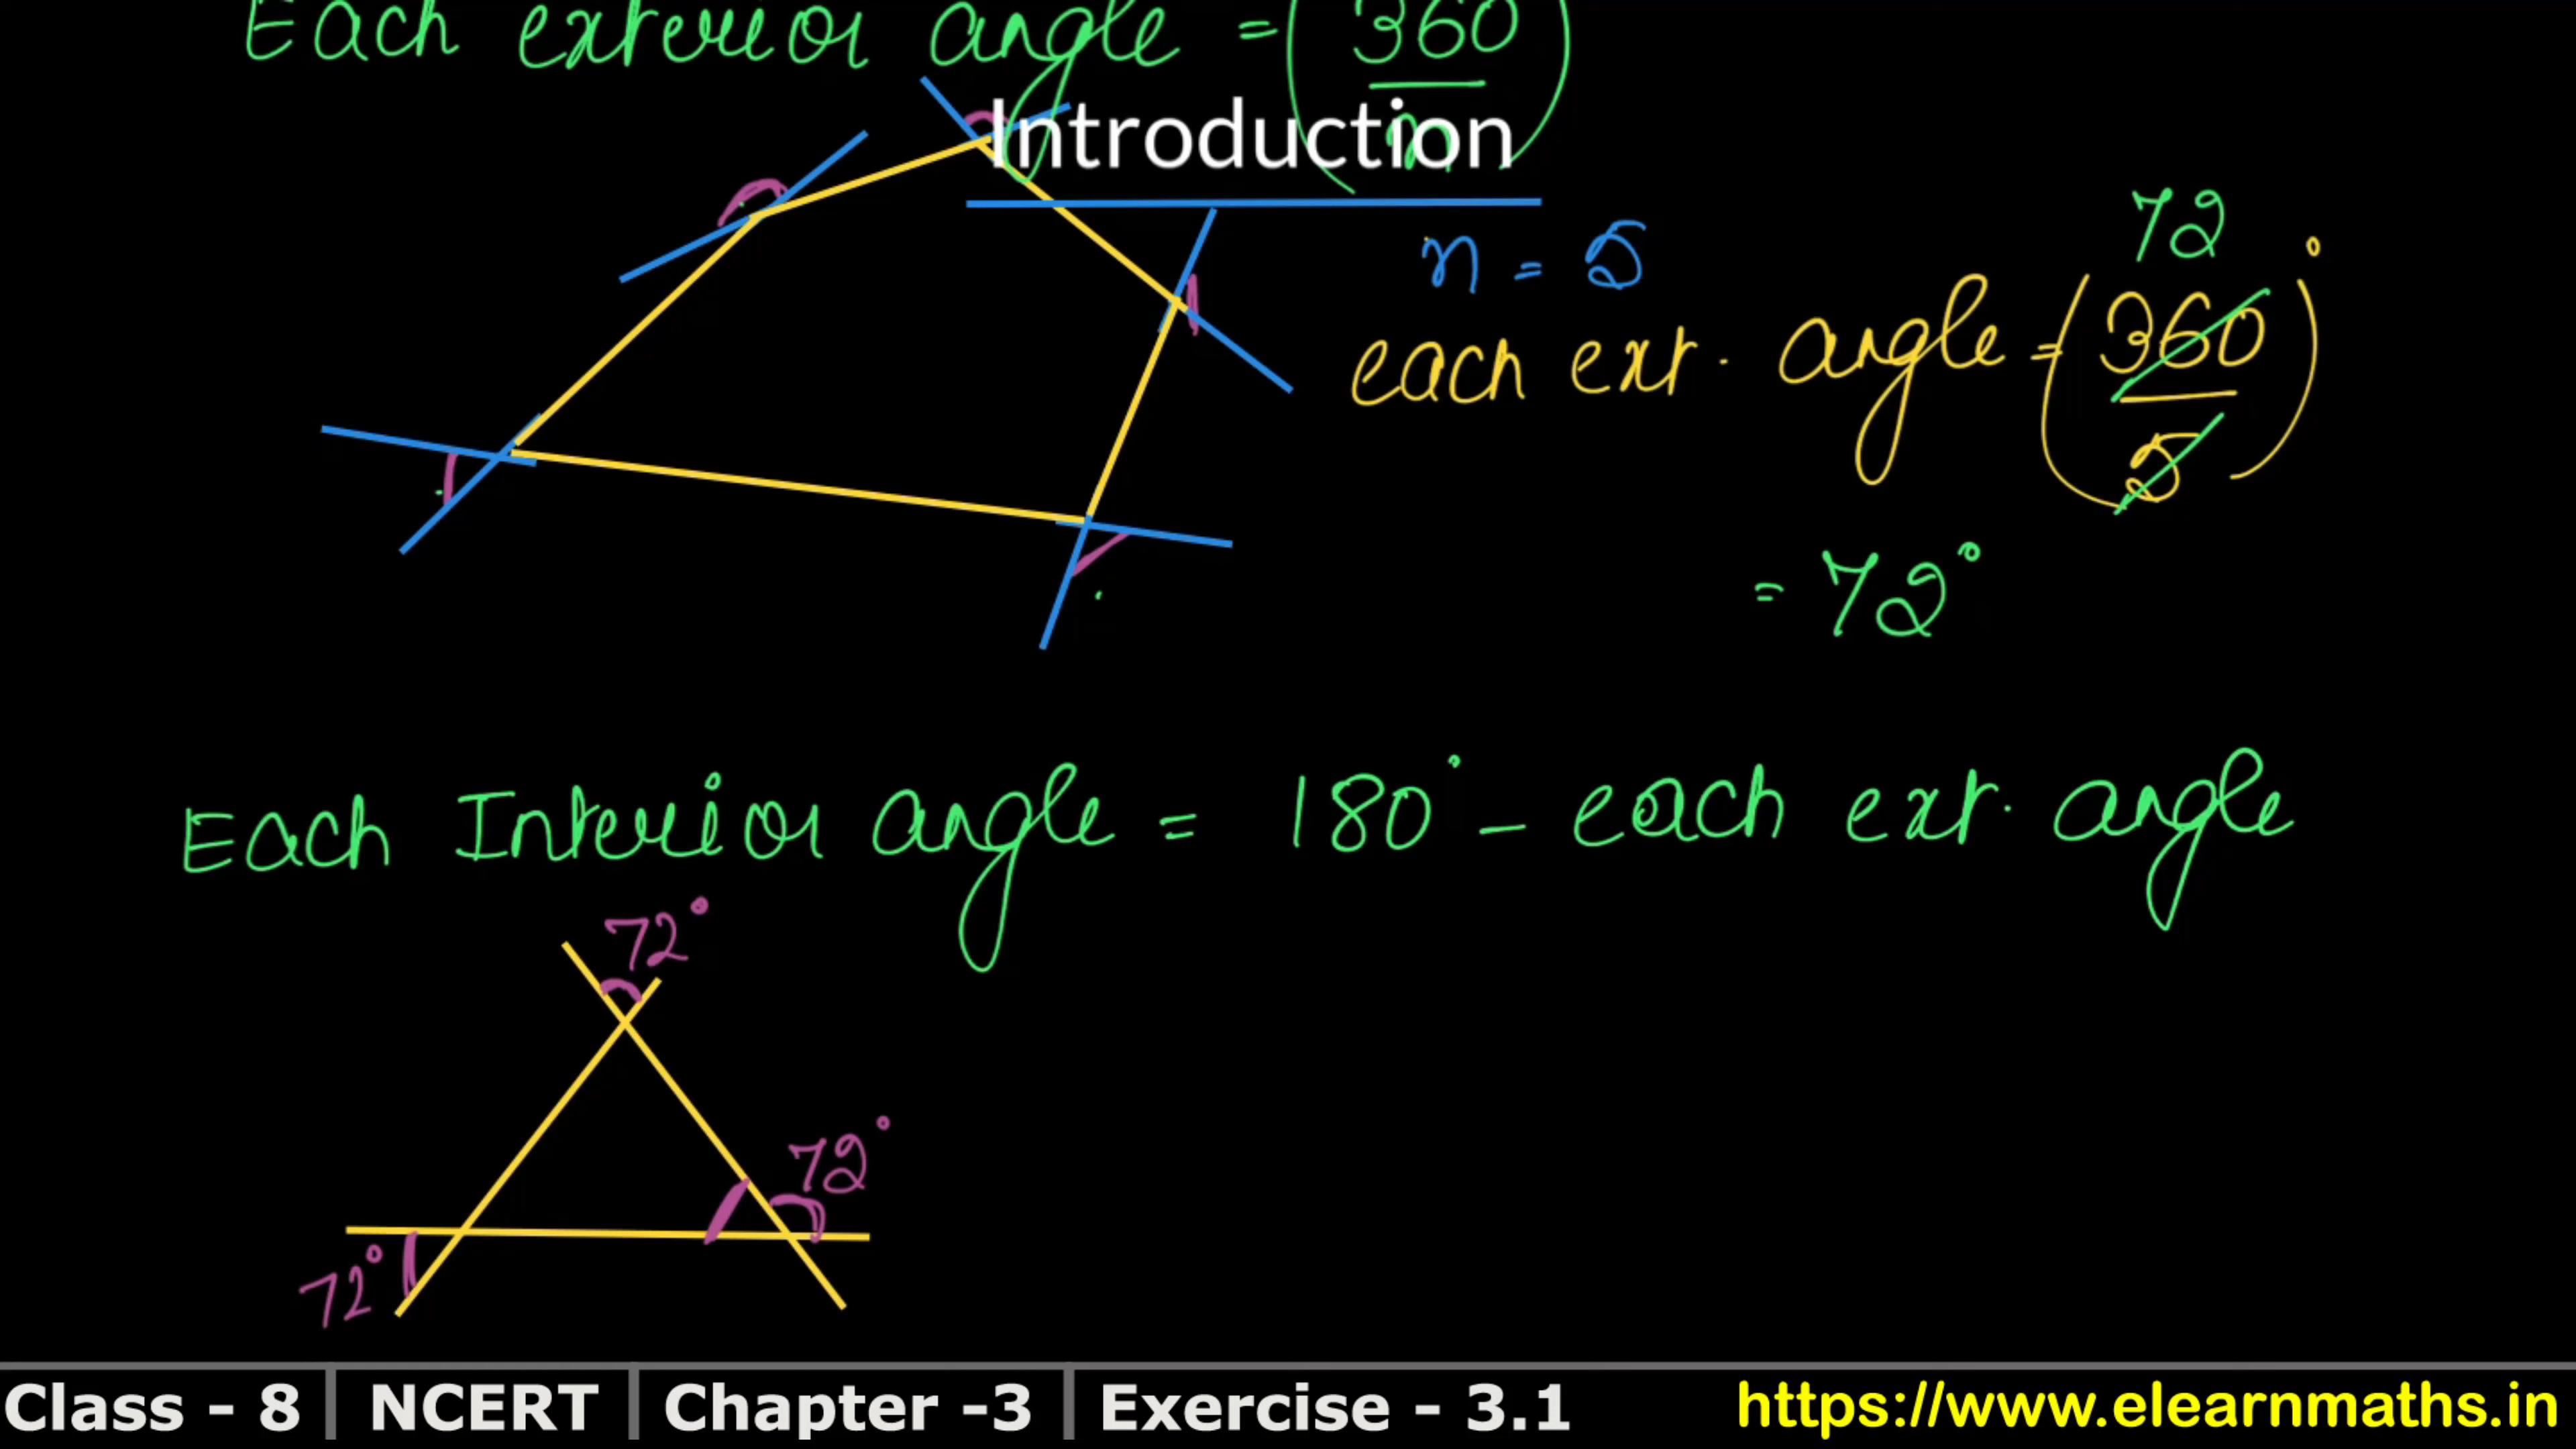 Each exterior angle = (360/n)
Introduction
n = 5
72
each ext. angle = (360/5)°
= 72°
Each Interior angle = 180° - each ext. angle
72°
72°
72°
Class - 8 | NCERT | Chapter -3 | Exercise - 3.1
https://www.elearnmaths.in